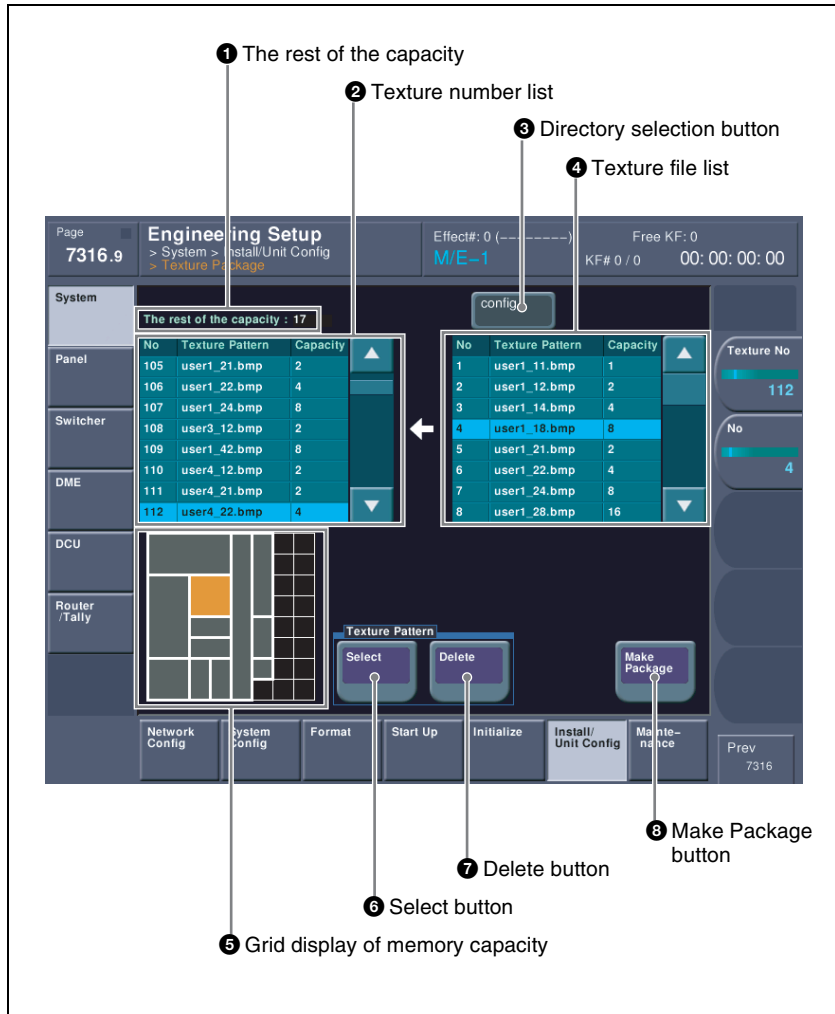 ❶ The rest of the capacity
❷ Texture number list
❸ Directory selection button
❹ Texture file list
Page
7316.9
Engineering Setup
> System > Install/Unit Config
> Texture Package
Effect#: 0 (--------)
Free KF: 0
M/E-1
KF# 0 / 0
00: 00: 00: 00
System
Panel
Switcher
DME
DCU
Router
/Tally
The rest of the capacity : 17
config
No Texture Pattern Capacity
105 user1_21.bmp 2
106 user1_22.bmp 4
107 user1_24.bmp 8
108 user3_12.bmp 2
109 user1_42.bmp 8
110 user4_12.bmp 2
111 user4_21.bmp 2
112 user4_22.bmp 4
No Texture Pattern Capacity
1 user1_11.bmp 1
2 user1_12.bmp 2
3 user1_14.bmp 4
4 user1_18.bmp 8
5 user1_21.bmp 2
6 user1_22.bmp 4
7 user1_24.bmp 8
8 user1_28.bmp 16
Texture No
112
No
4
Texture Pattern
Select
Delete
Make
Package
Network
Config
System
Config
Format
Start Up
Initialize
Install/
Unit Config
Mainte-
nance
Prev
7316
❽ Make Package
button
❼ Delete button
❻ Select button
❺ Grid display of memory capacity